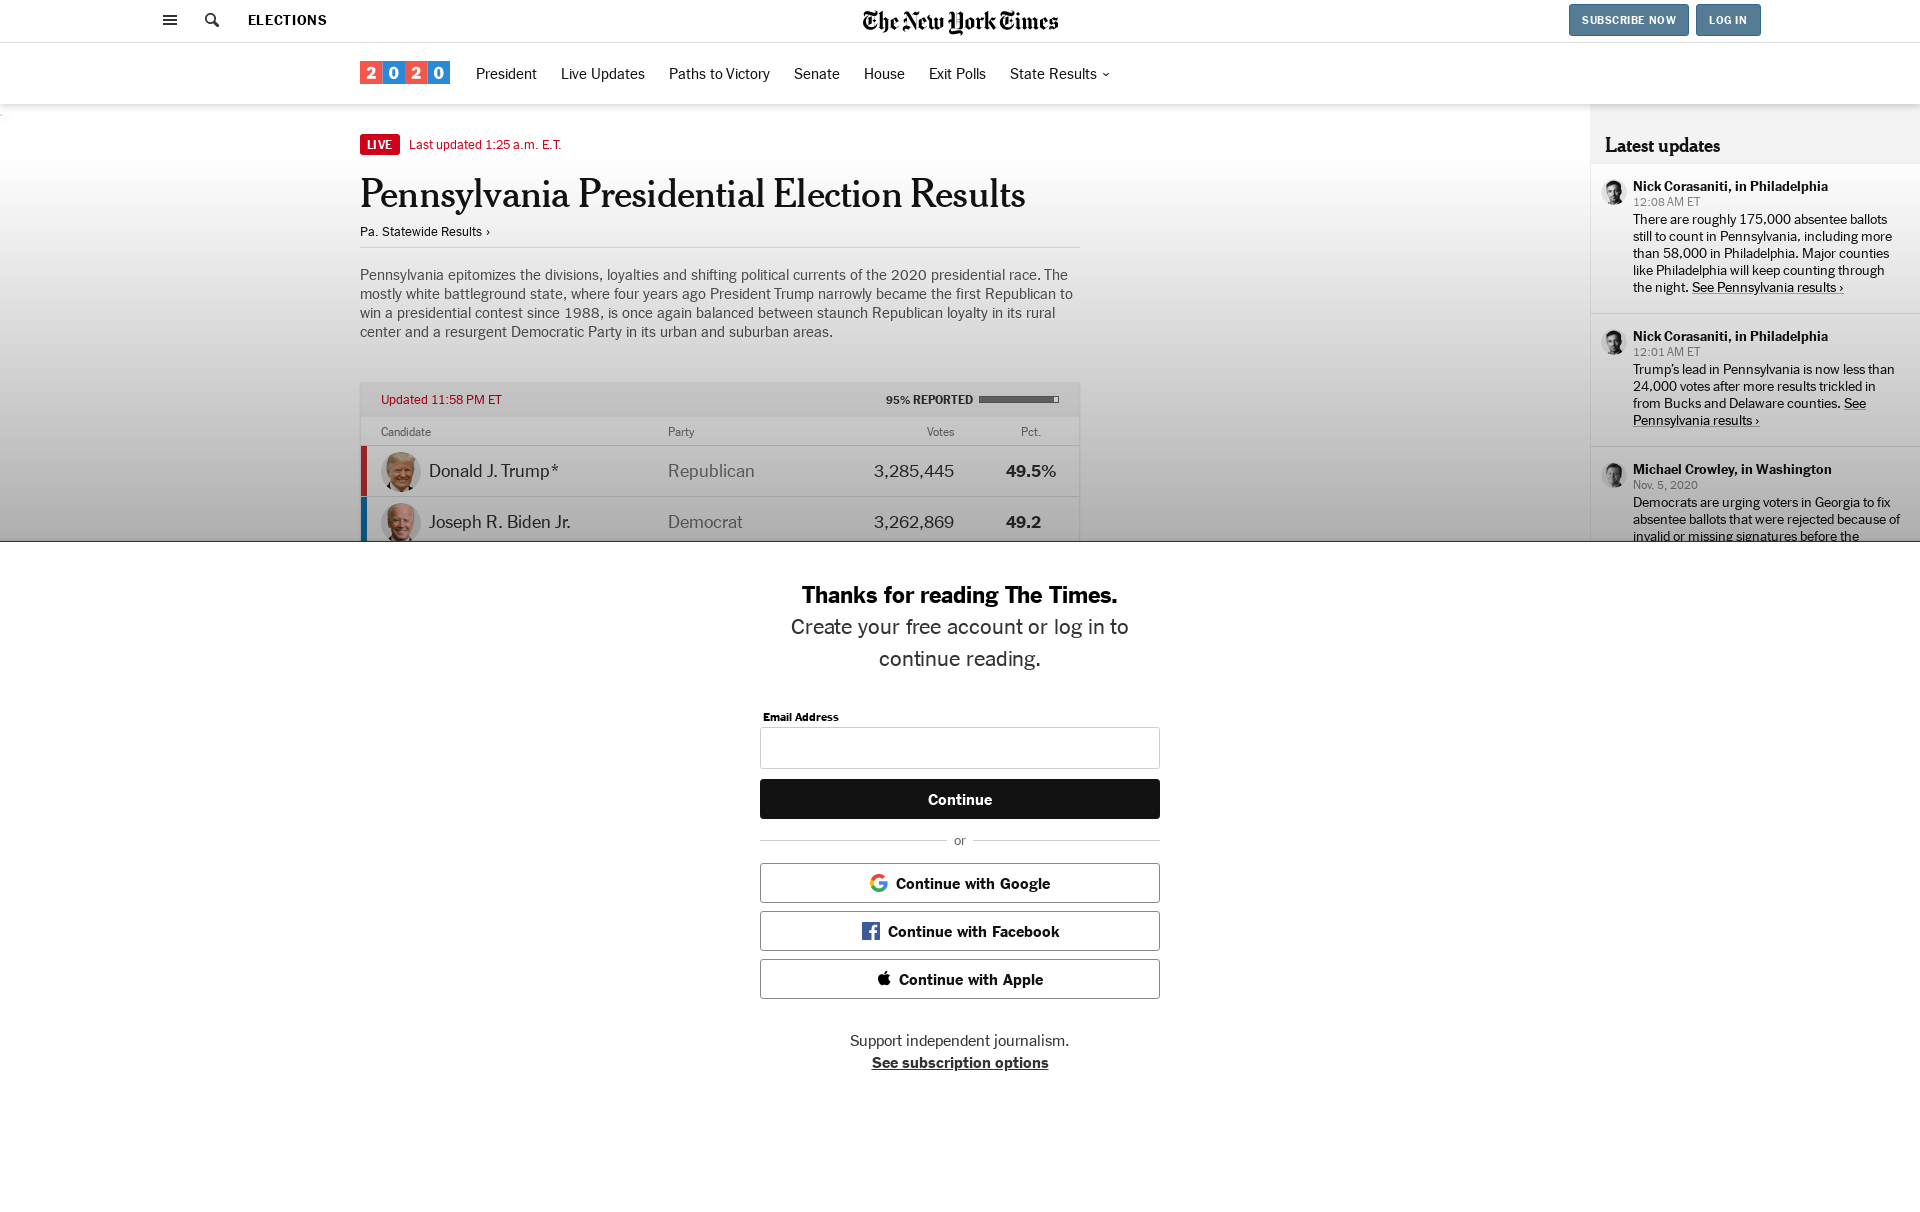 ELECTIONS
The New York Times
SUBSCRIBE NOW
LOG IN
2020
President
Live Updates
Paths to Victory
Senate
House
Exit Polls
State Results
LIVE
Last updated 1:25 a.m. E.T.
Pennsylvania Presidential Election Results
Pa. Statewide Results ›
Pennsylvania epitomizes the divisions, loyalties and shifting political currents of the 2020 presidential race. The
mostly white battleground state, where four years ago President Trump narrowly became the first Republican to
win a presidential contest since 1988, is once again balanced between staunch Republican loyalty in its rural
center and a resurgent Democratic Party in its urban and suburban areas.
Updated 11:58 PM ET
95% REPORTED
Candidate Party Votes Pct.
Donald J. Trump* Republican 3,285,445 49.5%
Joseph R. Biden Jr. Democrat 3,262,869 49.2
Latest updates
Nick Corasaniti, in Philadelphia
12:08 AM ET
There are roughly 175,000 absentee ballots
still to count in Pennsylvania, including more
than 58,000 in Philadelphia. Major counties
like Philadelphia will keep counting through
the night. See Pennsylvania results ›
Nick Corasaniti, in Philadelphia
12:01 AM ET
Trump's lead in Pennsylvania is now less than
24,000 votes after more results trickled in
from Bucks and Delaware counties. See
Pennsylvania results ›
Michael Crowley, in Washington
Nov. 5, 2020
Democrats are urging voters in Georgia to fix
absentee ballots that were rejected because of
invalid or missing signatures before the
Thanks for reading The Times.
Create your free account or log in to
continue reading.
Email Address
Continue
or
Continue with Google
Continue with Facebook
Continue with Apple
Support independent journalism.
See subscription options